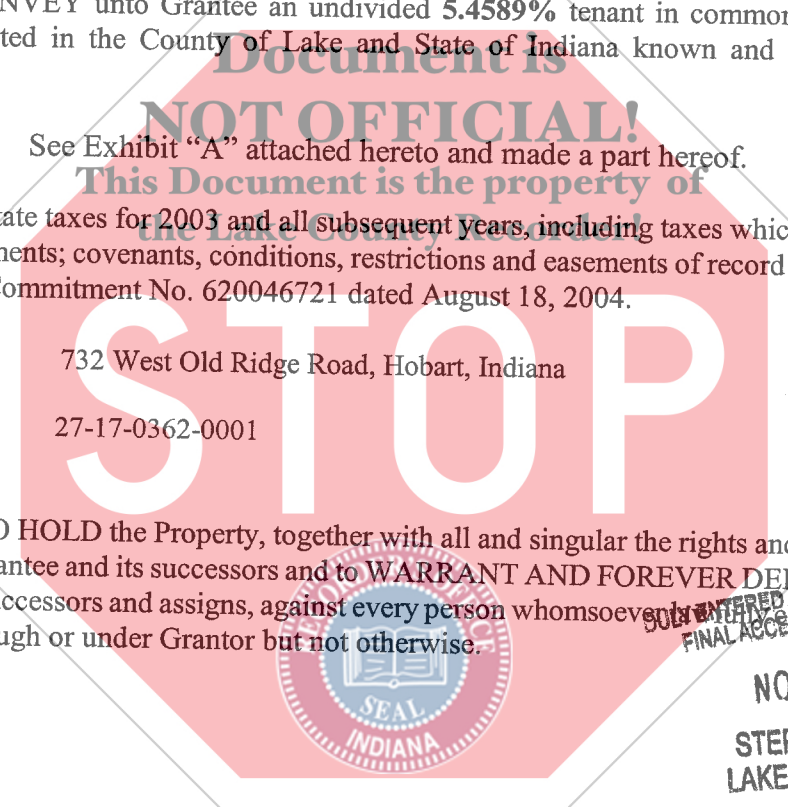 NVEY unto Grantee an undivided 5.4589% tenant in common
ted in the County of Lake and State of Indiana known and
Document is
NOT OFFICIAL!
See Exhibit “A” attached hereto and made a part hereof.
This Document is the property of
the Lake County Recorder!
tate taxes for 2003 and all subsequent years, including taxes whic
nents; covenants, conditions, restrictions and easements of record
Commitment No. 620046721 dated August 18, 2004.
STOP
732 West Old Ridge Road, Hobart, Indiana
27-17-0362-0001
O HOLD the Property, together with all and singular the rights and
antee and its successors and to WARRANT AND FOREVER DEF
ccessors and assigns, against every person whomsoever
ugh or under Grantor but not otherwise.
ENTERED
FINAL ACCE
SEAL
INDIANA
NO
STEP
LAKE